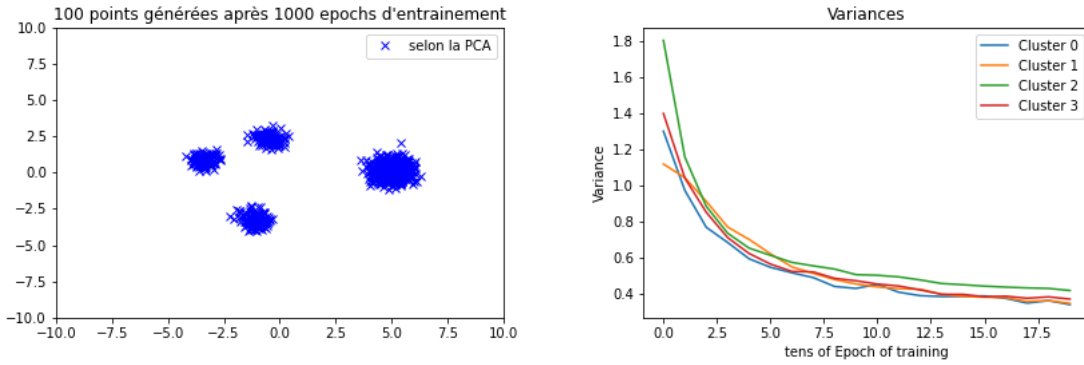 100 points générées après 1000 epochs d'entrainement
10.0
7.5
5.0
2.5
0.0
−2.5
−5.0
−7.5
−10.0
−10.0 −7.5 −5.0 −2.5 0.0 2.5 5.0 7.5 10.0
selon la PCA
Variances
Variance
1.8
1.6
1.4
1.2
1.0
0.8
0.6
0.4
0.0 2.5 5.0 7.5 10.0 12.5 15.0 17.5
tens of Epoch of training
Cluster 0
Cluster 1
Cluster 2
Cluster 3